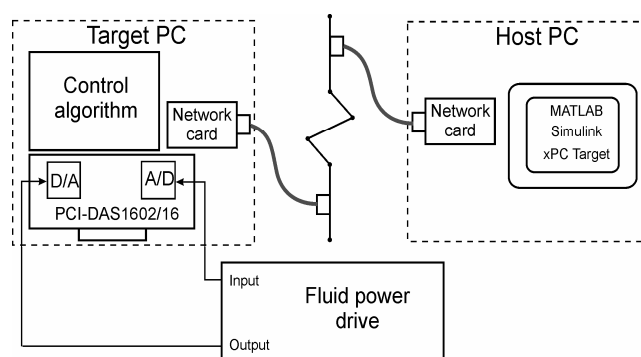 Target PC
Host PC
Control
algorithm
Network
card
Network
card
MATLAB
Simulink
xPC Target
D/A
A/D
PCI-DAS1602/16
Input
Fluid power
drive
Output